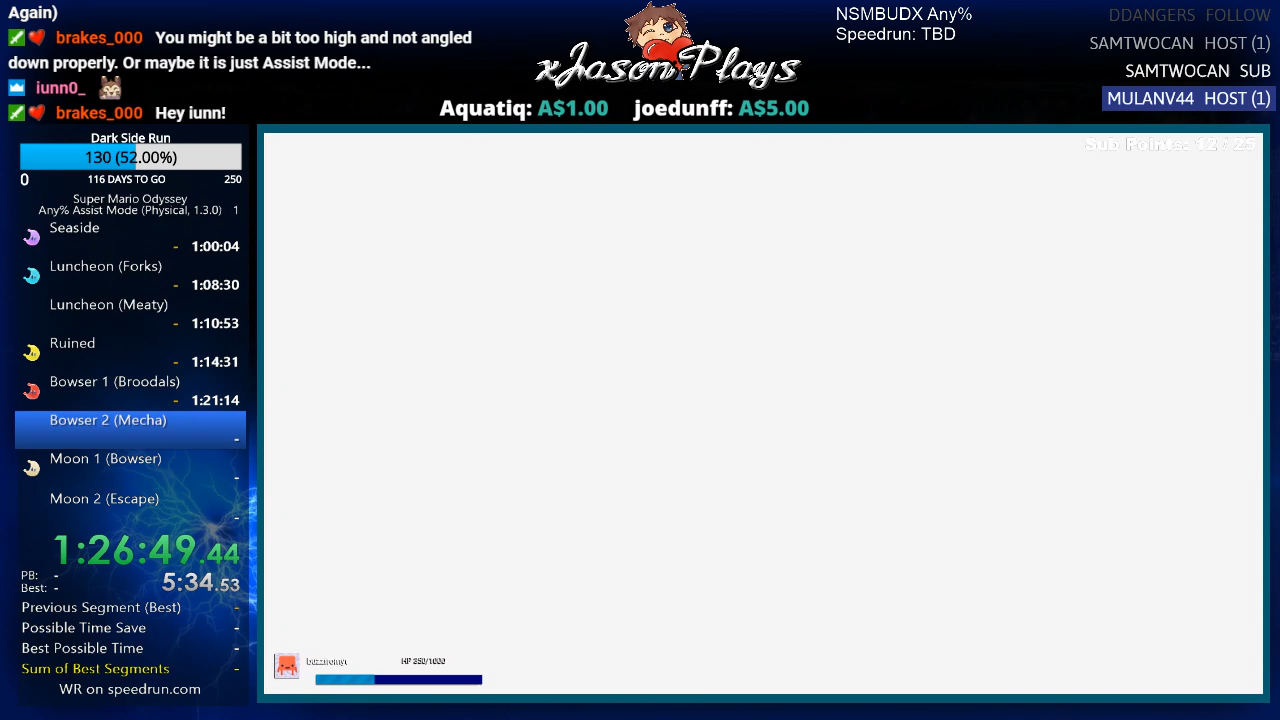 Again)
brakes_000 You might be a bit too high and not angled
down properly. Or maybe it is just Assist Mode...
iunn0_
brakes_000 Hey iunn!
xJasonPlays
Aquatiq: A$1.00 joedunff: A$5.00
NSMBUDX Any%
Speedrun: TBD
DDANGERS FOLLOW
SAMTWOCAN HOST (1)
SAMTWOCAN SUB
MULANV44 HOST (1)
Dark Side Run
130 (52.00%)
0 116 DAYS TO GO 250
Super Mario Odyssey
Any% Assist Mode (Physical, 1.3.0) 1
Seaside
- 1:00:04
Luncheon (Forks)
- 1:08:30
Luncheon (Meaty)
- 1:10:53
Ruined
- 1:14:31
Bowser 1 (Broodals)
- 1:21:14
Bowser 2 (Mecha)
-
Moon 1 (Bowser)
-
Moon 2 (Escape)
-
1:26:49.44
PB: -
Best: -
5:34.53
Previous Segment (Best) -
Possible Time Save -
Best Possible Time -
Sum of Best Segments -
WR on speedrun.com
Sub Points: 12 / 25
HP 350/1000